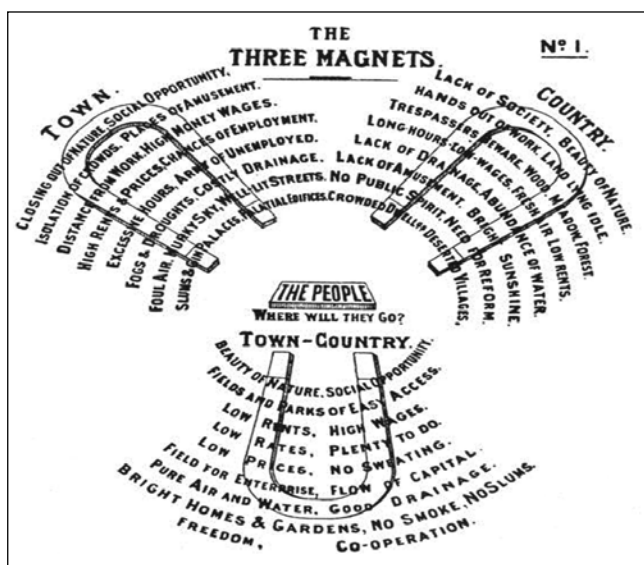 THE
THREE MAGNETS.
Nº 1.
TOWN.
CLOSING OUT OF NATURE. SOCIAL OPPORTUNITY.
ISOLATION OF CROWDS. PLACES OF AMUSEMENT.
DISTANCE FROM WORK. HIGH MONEY WAGES.
HIGH RENTS & PRICES. CHANCES OF EMPLOYMENT.
EXCESSIVE HOURS. ARMY OF UNEMPLOYED.
FOGS & DROUGHTS. COSTLY DRAINAGE.
FOUL AIR. MURKY SKY. WELL-LIT STREETS.
SLUMS & GIN PALACES. PALATIAL EDIFICES.
COUNTRY.
LACK OF SOCIETY. BEAUTY OF NATURE.
HANDS OUT OF WORK. LAND LYING IDLE.
TRESPASSERS BEWARE. WOOD, MEADOW, FOREST.
LONG HOURS-LOW WAGES. FRESH AIR. LOW RENTS.
LACK OF DRAINAGE. ABUNDANCE OF WATER.
LACK OF AMUSEMENT. BRIGHT SUNSHINE.
NO PUBLIC SPIRIT. NEED FOR REFORM.
CROWDED DESERTED VILLAGES.
THE PEOPLE
WHERE WILL THEY GO?
TOWN-COUNTRY.
BEAUTY OF NATURE. SOCIAL OPPORTUNITY.
FIELDS AND PARKS OF EASY ACCESS.
LOW RENTS, HIGH WAGES.
LOW RATES, PLENTY TO DO.
LOW PRICES, NO SWEATING.
FIELD FOR ENTERPRISE, FLOW OF CAPITAL.
PURE AIR AND WATER, GOOD DRAINAGE.
BRIGHT HOMES & GARDENS, NO SMOKE, NO SLUMS.
FREEDOM, CO-OPERATION.